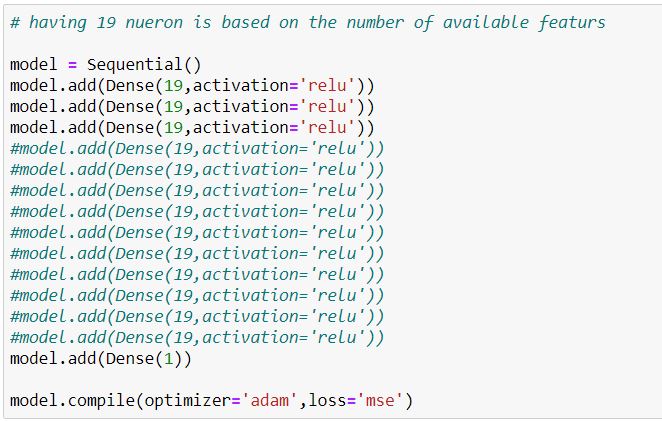 # having 19 nueron is based on the number of available featurs
model = Sequential()
model.add(Dense(19,activation='relu'))
model.add(Dense(19,activation='relu'))
model.add(Dense(19,activation='relu'))
#model.add(Dense(19,activation='relu'))
#model.add(Dense(19,activation='relu'))
#model.add(Dense(19,activation='relu'))
#model.add(Dense(19,activation='relu'))
#model.add(Dense(19,activation='relu'))
#model.add(Dense(19,activation='relu'))
#model.add(Dense(19,activation='relu'))
#model.add(Dense(19,activation='relu'))
#model.add(Dense(19,activation='relu'))
#model.add(Dense(19,activation='relu'))
model.add(Dense(1))
model.compile(optimizer='adam',loss='mse')